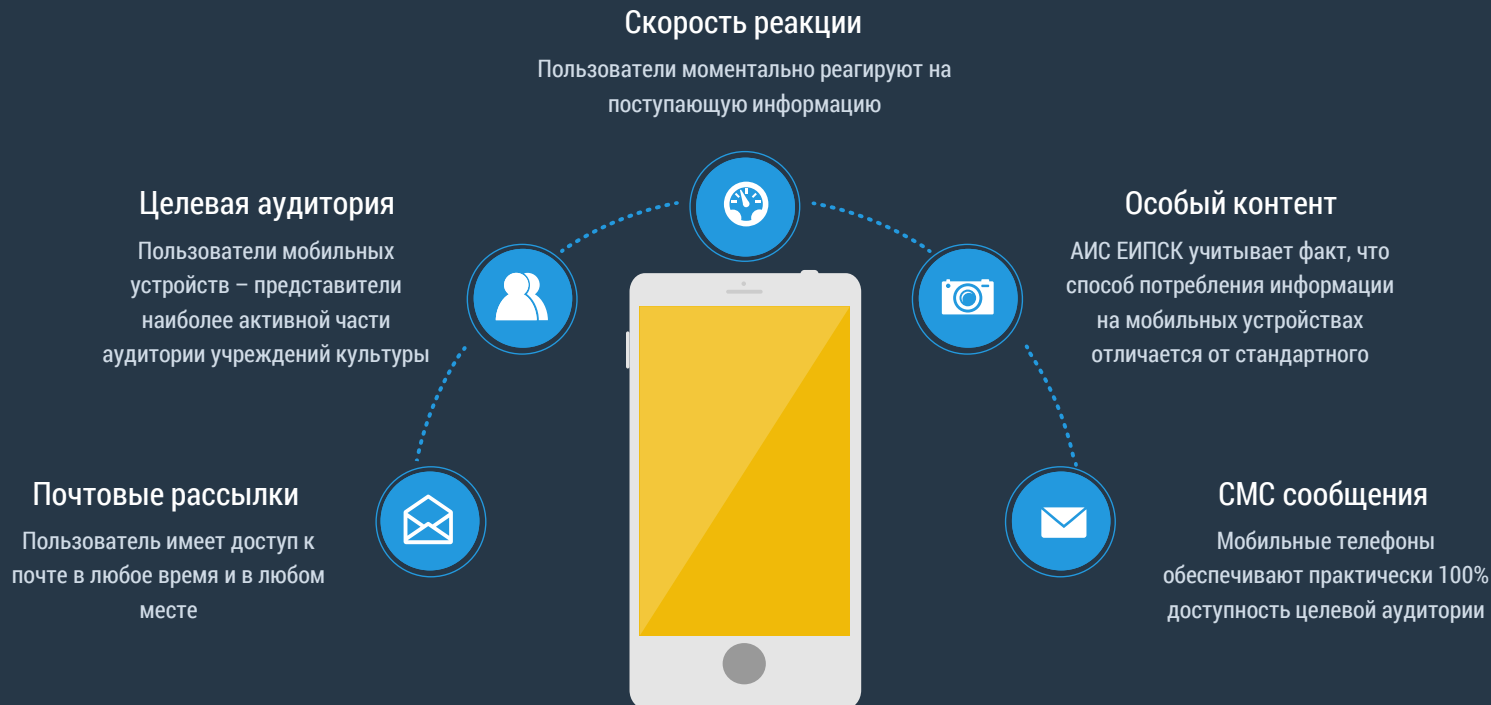 Скорость реакции
Пользователи моментально реагируют на
поступающую информацию
Целевая аудитория
Пользователи мобильных
устройств – представители
наиболее активной части
аудитории учреждений культуры
Особый контент
АИС ЕИПСК учитывает факт, что
способ потребления информации
на мобильных устройствах
отличается от стандартного
Почтовые рассылки
Пользователь имеет доступ к
почте в любое время и в любом
месте
СМС сообщения
Мобильные телефоны
обеспечивают практически 100%
доступность целевой аудитории